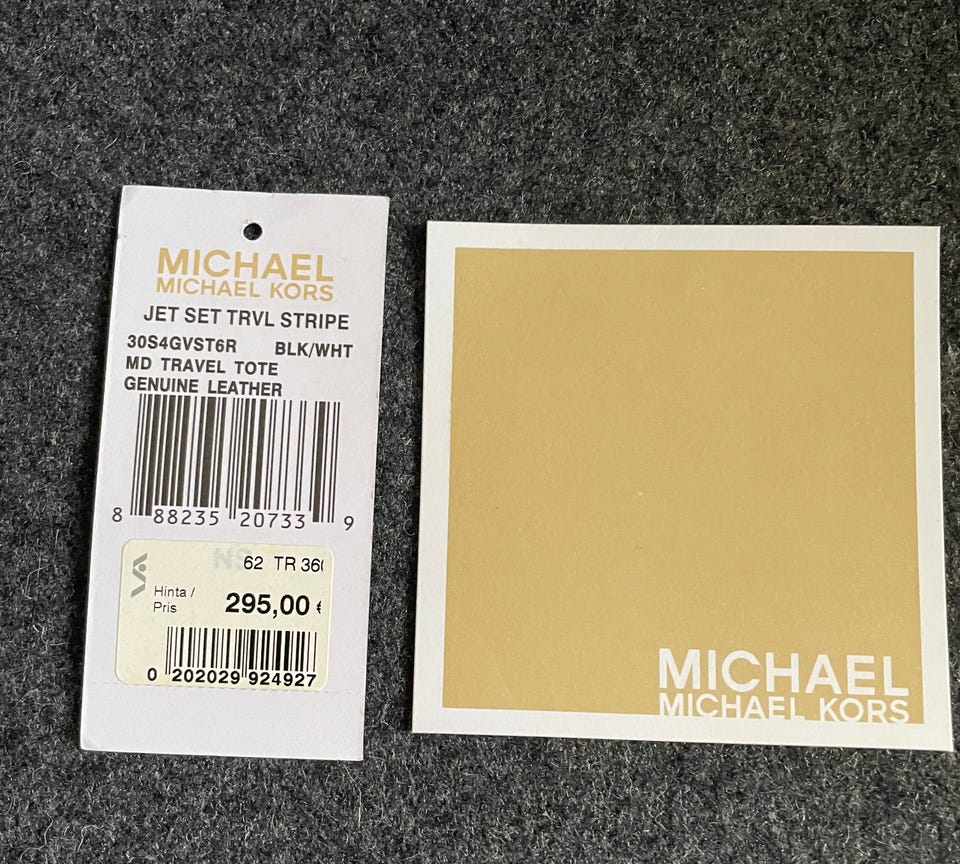 MICHAEL
MICHAEL KORS
JET SET TRVL STRIPE
30S4GVST6R BLK/WHT
MD TRAVEL TOTE
GENUINE LEATHER
8 88235 20733 9
62 TR 360
Hinta /
Pris 295,00 €
0 202029 924927
MICHAEL
MICHAEL KORS